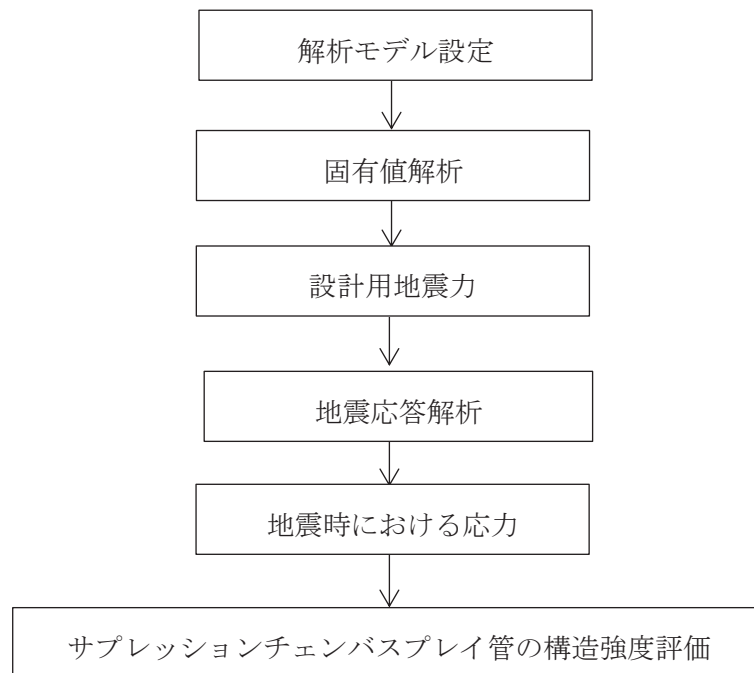 解析モデル設定
固有値解析
設計用地震力
地震応答解析
地震時における応力
サプレッションチェンバスプレイ管の構造強度評価